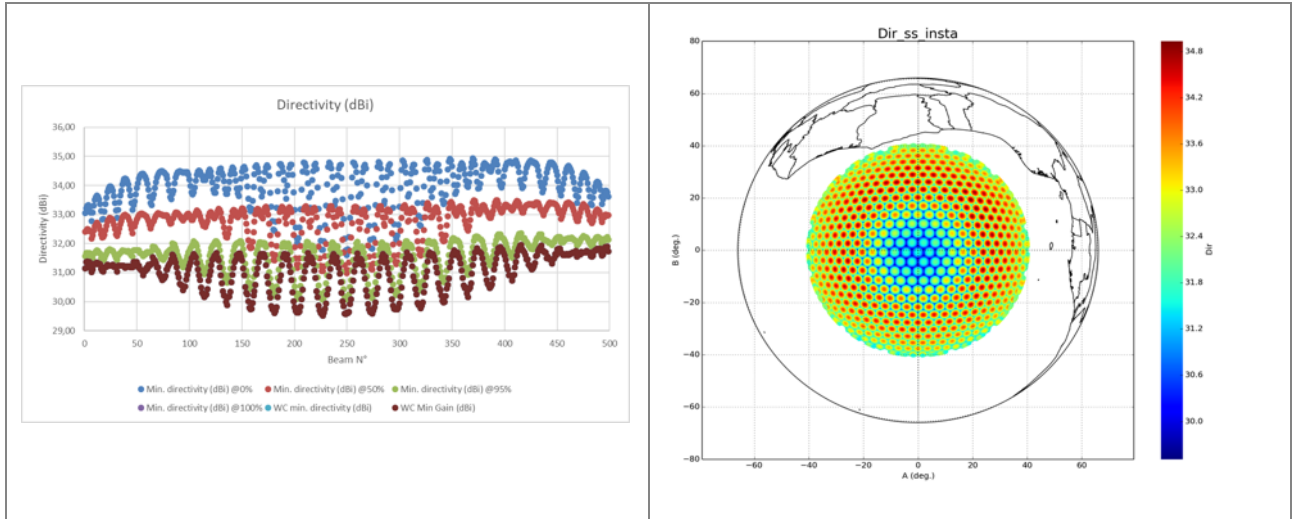 Directivity (dBi)
36,00
35,00
34,00
33,00
32,00
31,00
30,00
29,00
Directivity (dBi)
0 50 100 150 200 250 300 350 400 450 500
Beam N°
Min. directivity (dBi) @0% Min. directivity (dBi) @50% Min. directivity (dBi) @95%
Min. directivity (dBi) @100% WC min. directivity (dBi) WC Min Gain (dBi)
Dir_ss_insta
80
60
40
20
0
−20
−40
−60
−80
B (deg.)
−60 −40 −20 0 20 40 60
A (deg.)
34.8
34.2
33.6
33.0
32.4
31.8
31.2
30.6
30.0
Dir